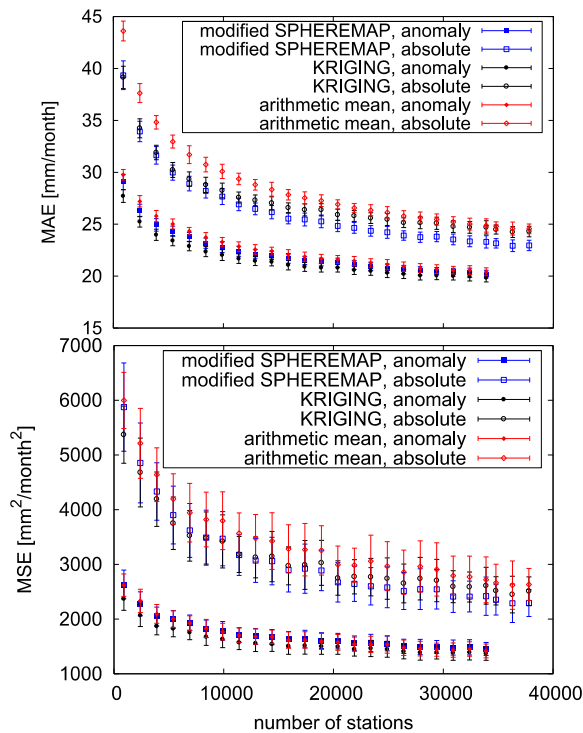 45
40
35
30
25
20
15
MAE [mm/month]
modified SPHEREMAP, anomaly
modified SPHEREMAP, absolute
KRIGING, anomaly
KRIGING, absolute
arithmetic mean, anomaly
arithmetic mean, absolute
7000
6000
5000
4000
3000
2000
1000
MSE [mm²/month²]
modified SPHEREMAP, anomaly
modified SPHEREMAP, absolute
KRIGING, anomaly
KRIGING, absolute
arithmetic mean, anomaly
arithmetic mean, absolute
0 10000 20000 30000 40000
number of stations